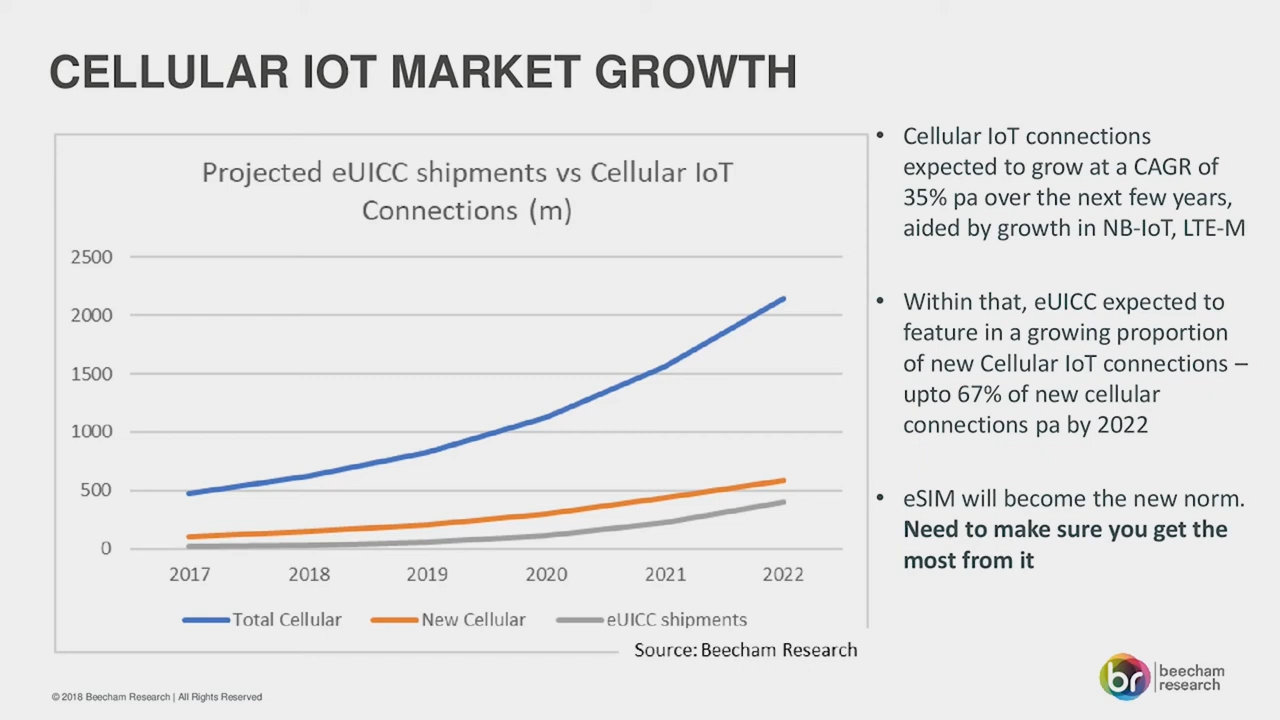 CELLULAR IOT MARKET GROWTH
Projected eUICC shipments vs Cellular IoT
Connections (m)
2500
2000
1500
1000
500
0
2017 2018 2019 2020 2021 2022
Total Cellular New Cellular eUICC shipments
Source: Beecham Research
• Cellular IoT connections
expected to grow at a CAGR of
35% pa over the next few years,
aided by growth in NB-IoT, LTE-M
• Within that, eUICC expected to
feature in a growing proportion
of new Cellular IoT connections –
upto 67% of new cellular
connections pa by 2022
• eSIM will become the new norm.
Need to make sure you get the
most from it
© 2018 Beecham Research | All Rights Reserved
br beecham
research